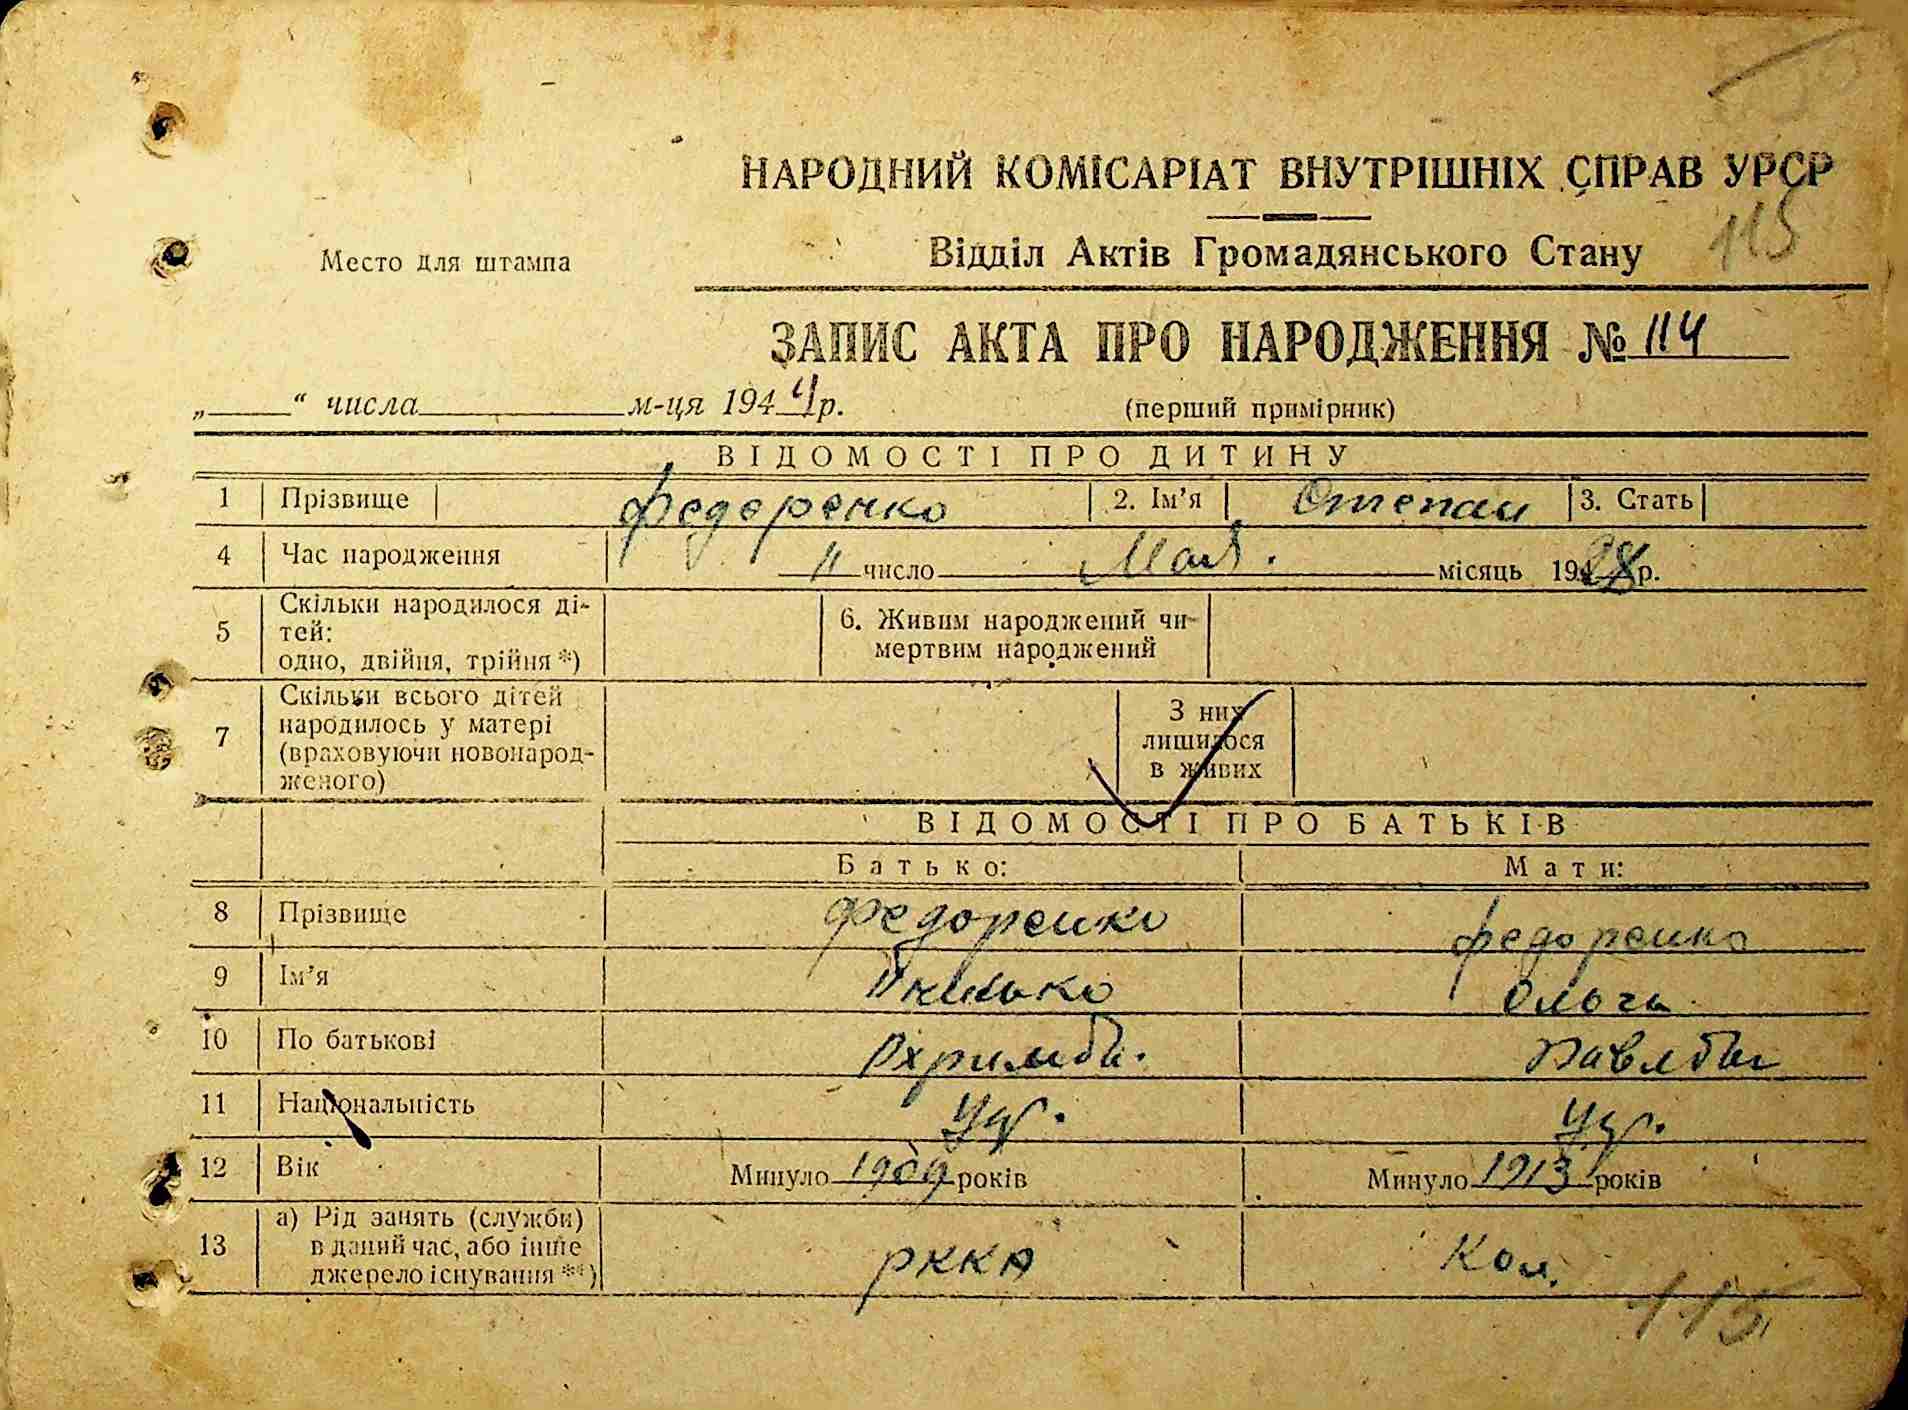 НАРОДНИЙ КОМІСАРІАТ ВНУТРІШНІХ СПРАВ УРСР
115
Место для штампа
Відділ Актів Громадянського Стану
ЗАПИС АКТА ПРО НАРОДЖЕННЯ № 114
„ “ числа м-ця 1944 р.
(перший примірник)
ВІДОМОСТІ ПРО ДИТИНУ
1 Прізвище Федоренко 2. Ім’я Степан 3. Стать
4 Час народження 11 число Мая місяць 19 р.
5 Скільки народилося ді-
тей:
одно, двійня, трійня *)
6. Живим народжений чи
мертвим народжений
7 Скільки всього дітей
народилось у матері
(враховуючи новонарод-
женого)
З них
лишилося
в живих
ВІДОМОСТІ ПРО БАТЬКІВ
Батько: Мати:
8 Прізвище Федоренко Федоренко
9 Ім’я Ольга
10 По батькові
11 Національність Укр. Укр.
12 Вік Минуло 1909 років Минуло 1913 років
13 а) Рід занять (служби)
в даний час, або інше
джерело існування **)
РККА Кол.
115